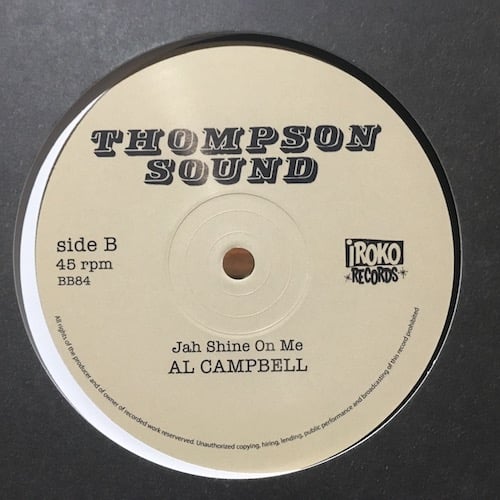 THOMPSON
SOUND
side B
45 rpm
BB84
iROKO
RECORDS
Jah Shine On Me
AL CAMPBELL
All rights of the producer and of owner of recorded work reserverved. Unauthorized copying, hiring, lending, public performance and broadcasting of this record prohibited